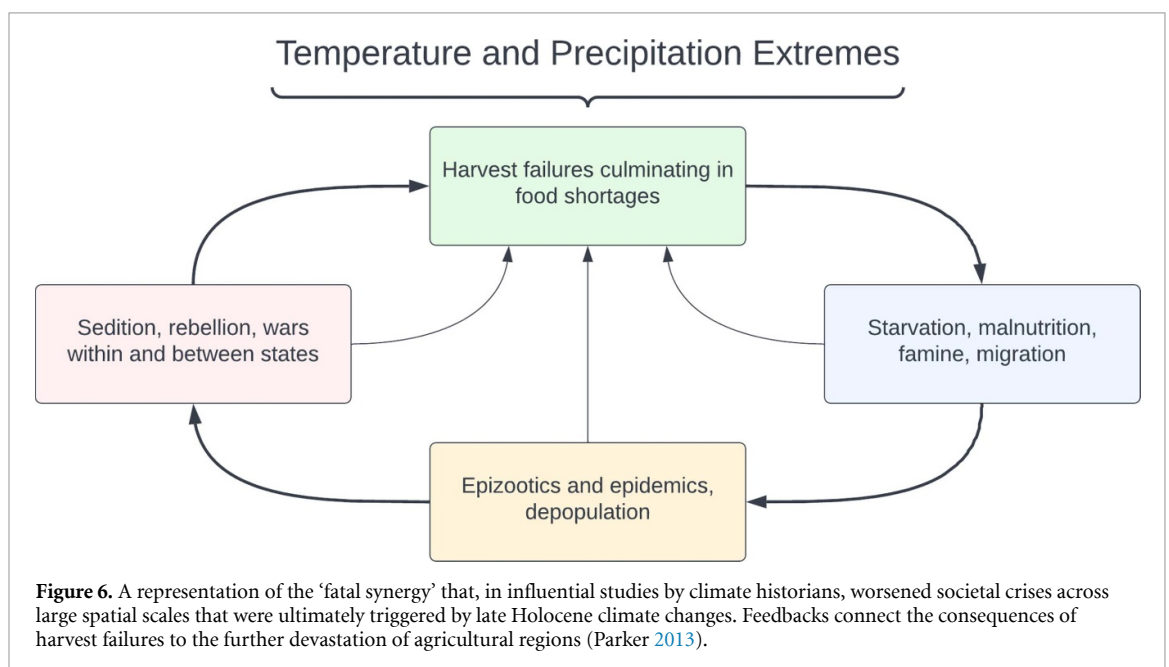 Temperature and Precipitation Extremes
Harvest failures culminating in
food shortages
Sedition, rebellion, wars
within and between states
Starvation, malnutrition,
famine, migration
Epizootics and epidemics,
depopulation
Figure 6. A representation of the ‘fatal synergy’ that, in influential studies by climate historians, worsened societal crises across
large spatial scales that were ultimately triggered by late Holocene climate changes. Feedbacks connect the consequences of
harvest failures to the further devastation of agricultural regions (Parker 2013).